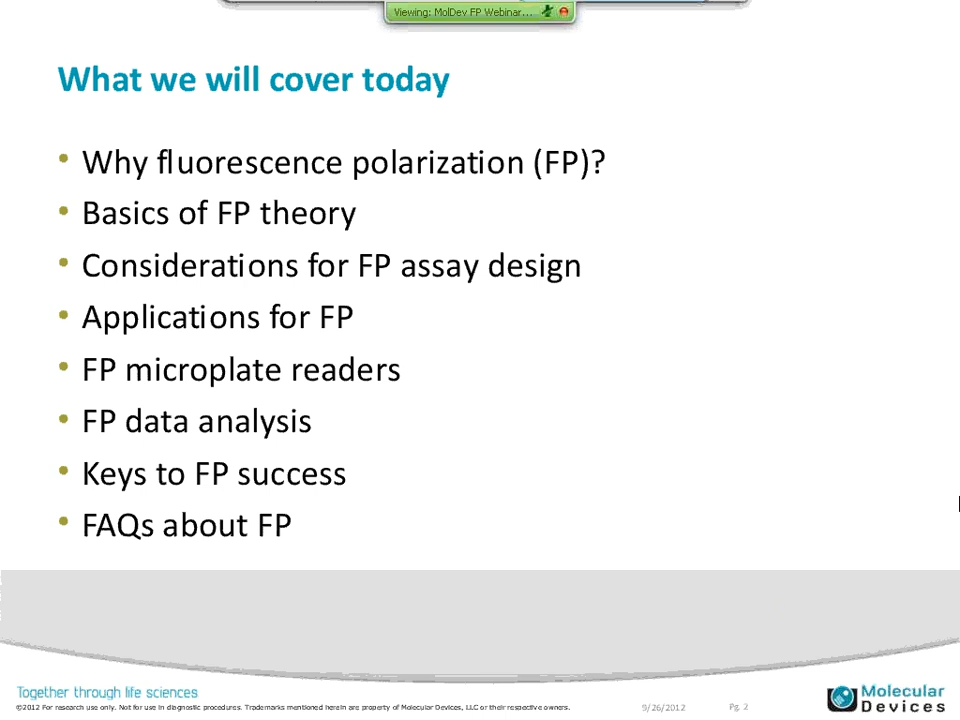 Viewing: MolDev FP Webinar...
What we will cover today
• Why fluorescence polarization (FP)?
• Basics of FP theory
• Considerations for FP assay design
• Applications for FP
• FP microplate readers
• FP data analysis
• Keys to FP success
• FAQs about FP
Together through life sciences
©2012 For research use only. Not for use in diagnostic procedures. Trademarks mentioned herein are property of Molecular Devices, LLC or their respective owners.
9/26/2012
Pg. 2
Molecular
Devices